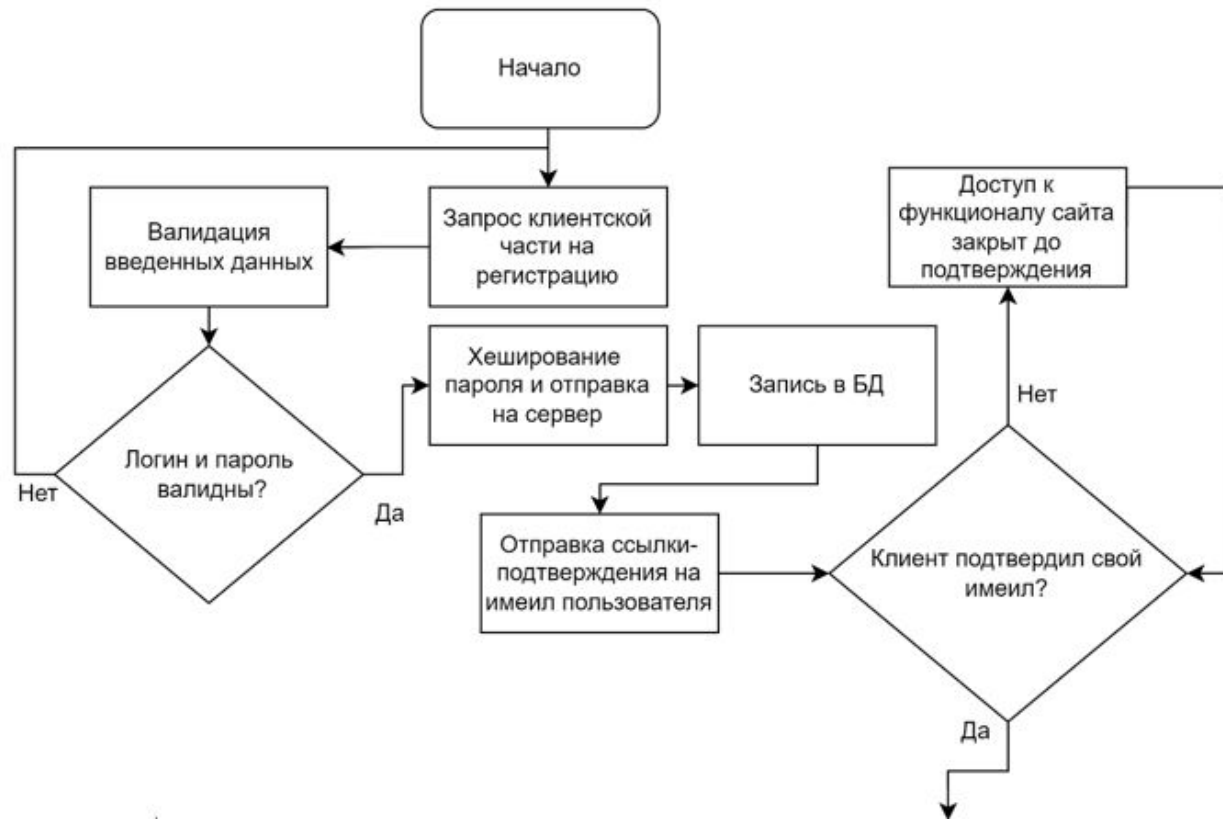 Начало
Запрос клиентской
части на
регистрацию
Валидация
введенных данных
Логин и пароль
валидны?
Нет
Да
Хеширование
пароля и отправка
на сервер
Запись в БД
Отправка ссылки-
подтверждения на
имеил пользователя
Клиент подтвердил свой
имеил?
Нет
Доступ к
функционалу сайта
закрыт до
подтверждения
Да